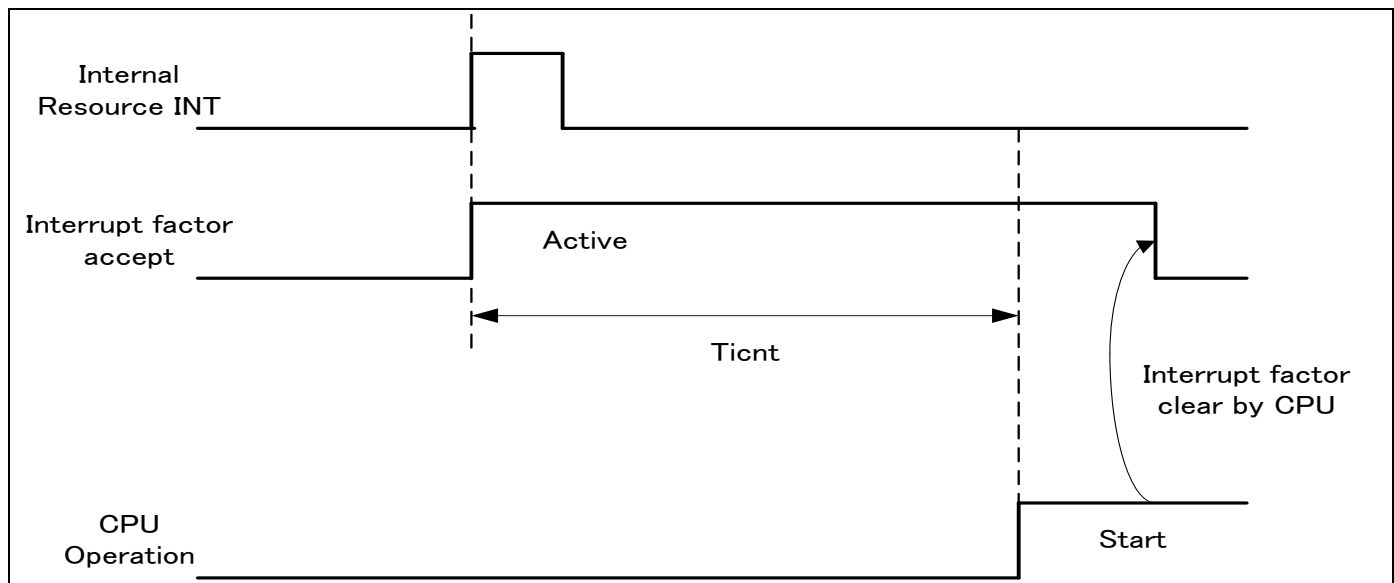 Internal
Resource INT
Interrupt factor
accept
Active
Ticnt
Interrupt factor
clear by CPU
CPU
Operation
Start